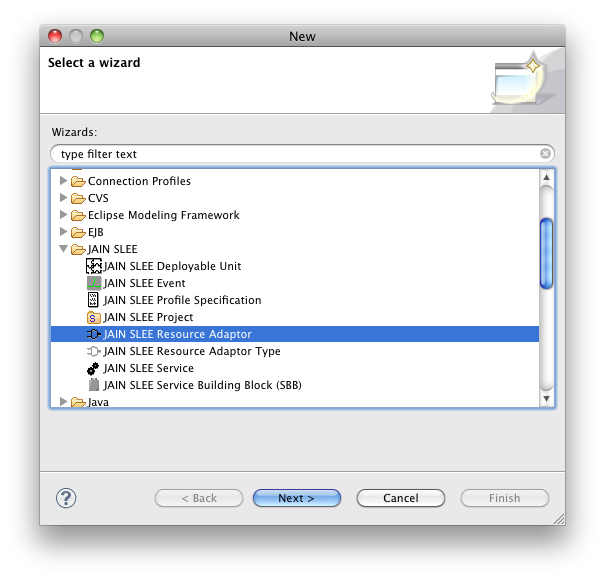 New
Select a wizard
Wizards:
type filter text
Connection Profiles
CVS
Eclipse Modeling Framework
EJB
JAIN SLEE
JAIN SLEE Deployable Unit
JAIN SLEE Event
JAIN SLEE Profile Specification
JAIN SLEE Project
JAIN SLEE Resource Adaptor
JAIN SLEE Resource Adaptor Type
JAIN SLEE Service
JAIN SLEE Service Building Block (SBB)
Java
? < Back Next > Cancel Finish